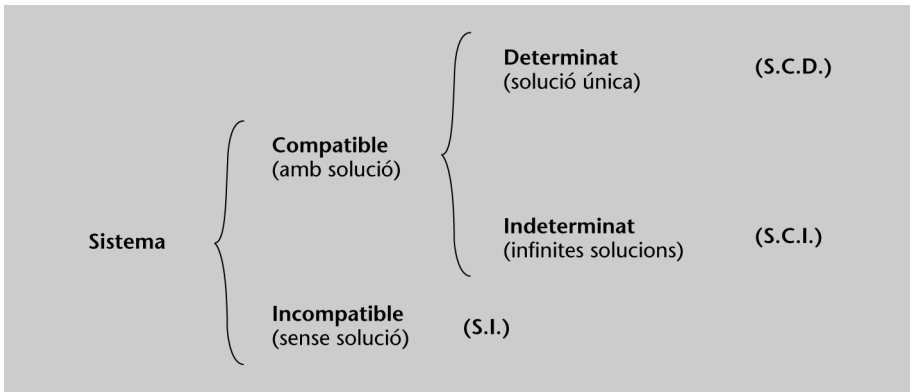 Sistema
Compatible
(amb solució)
Determinat
(solució única)
(S.C.D.)
Indeterminat
(infinites solucions)
(S.C.I.)
Incompatible
(sense solució)
(S.I.)